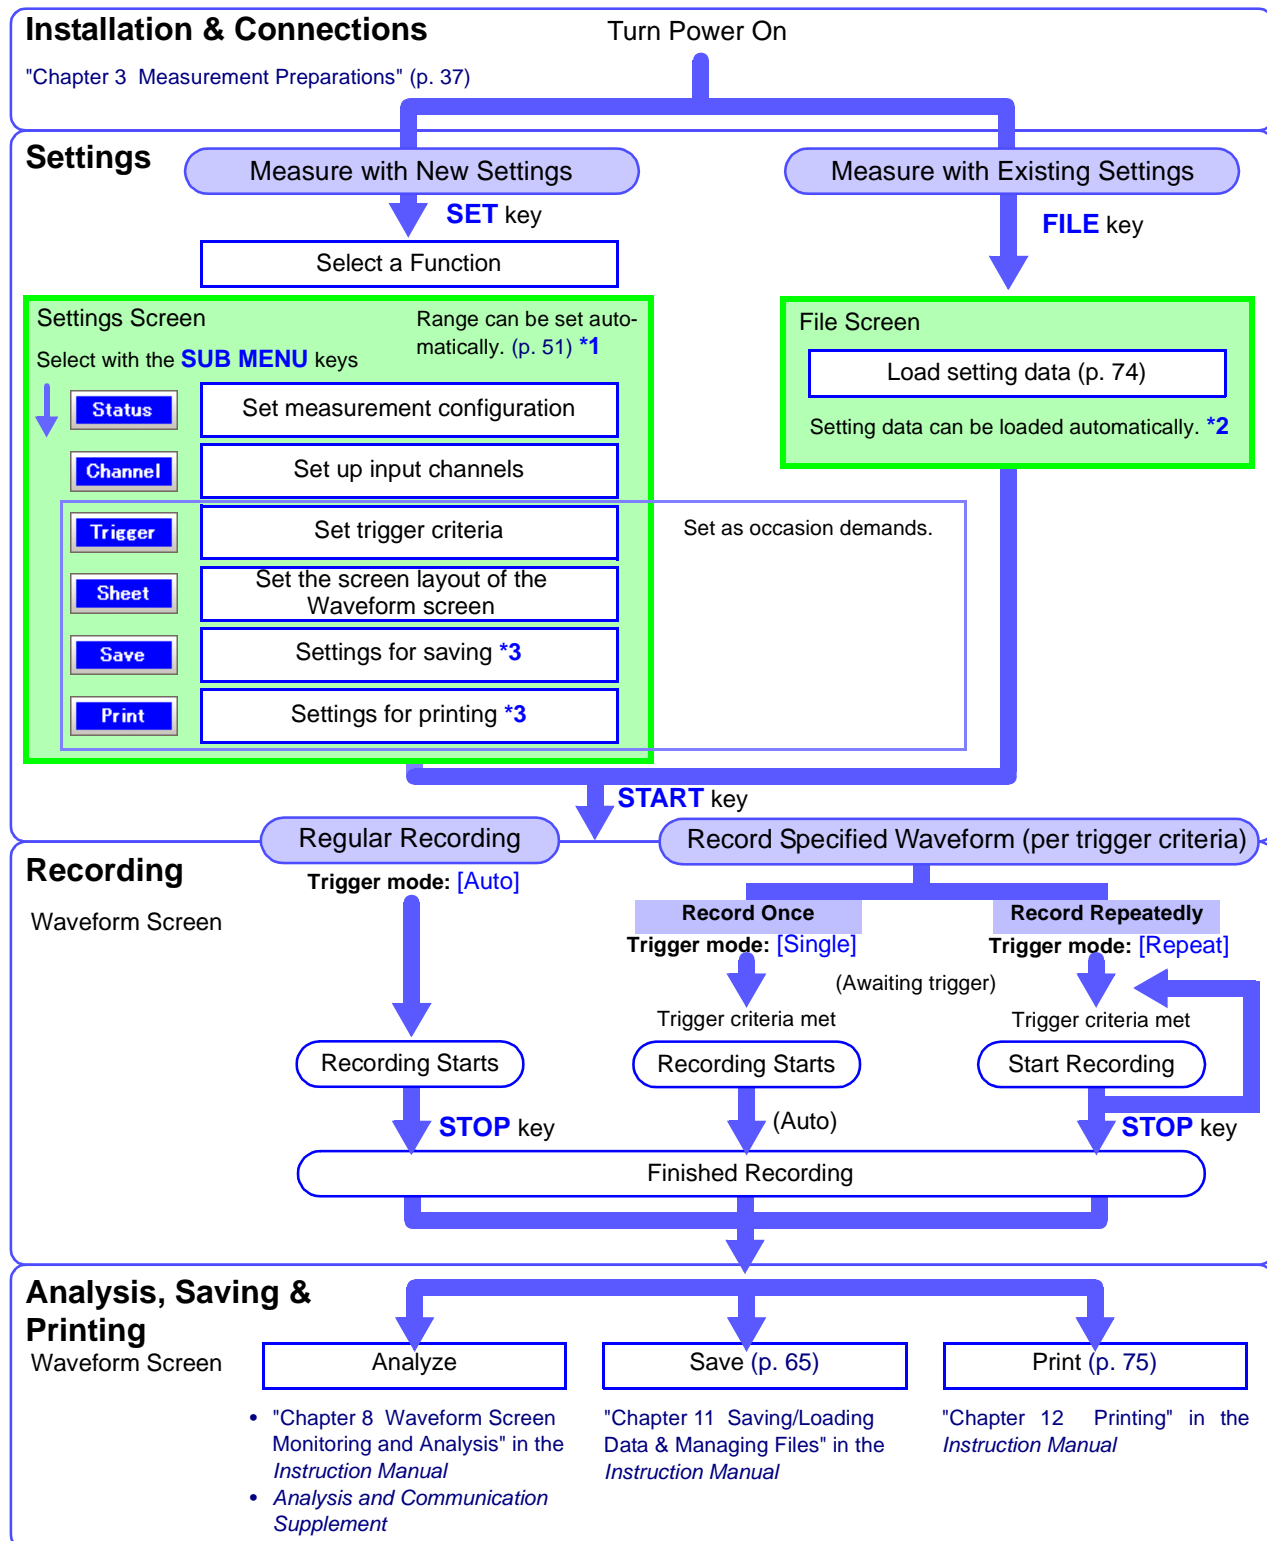 Installation & Connections
Turn Power On
"Chapter 3 Measurement Preparations" (p. 37)
Settings
Measure with New Settings
Measure with Existing Settings
SET key
FILE key
Select a Function
Settings Screen
Range can be set auto-
matically. (p. 51) *1
Select with the SUB MENU keys
File Screen
Load setting data (p. 74)
Setting data can be loaded automatically. *2
Status
Set measurement configuration
Channel
Set up input channels
Trigger
Set trigger criteria
Set as occasion demands.
Sheet
Set the screen layout of the
Waveform screen
Save
Settings for saving *3
Print
Settings for printing *3
START key
Regular Recording
Record Specified Waveform (per trigger criteria)
Recording
Trigger mode: [Auto]
Waveform Screen
Record Once
Trigger mode: [Single]
Record Repeatedly
Trigger mode: [Repeat]
(Awaiting trigger)
Trigger criteria met
Trigger criteria met
Recording Starts
Recording Starts
Start Recording
STOP key
(Auto)
STOP key
Finished Recording
Analysis, Saving &
Printing
Waveform Screen
Analyze
Save (p. 65)
Print (p. 75)
• "Chapter 8 Waveform Screen
Monitoring and Analysis" in the
Instruction Manual
• Analysis and Communication
Supplement
"Chapter 11 Saving/Loading
Data & Managing Files" in the
Instruction Manual
"Chapter 12 Printing" in the
Instruction Manual